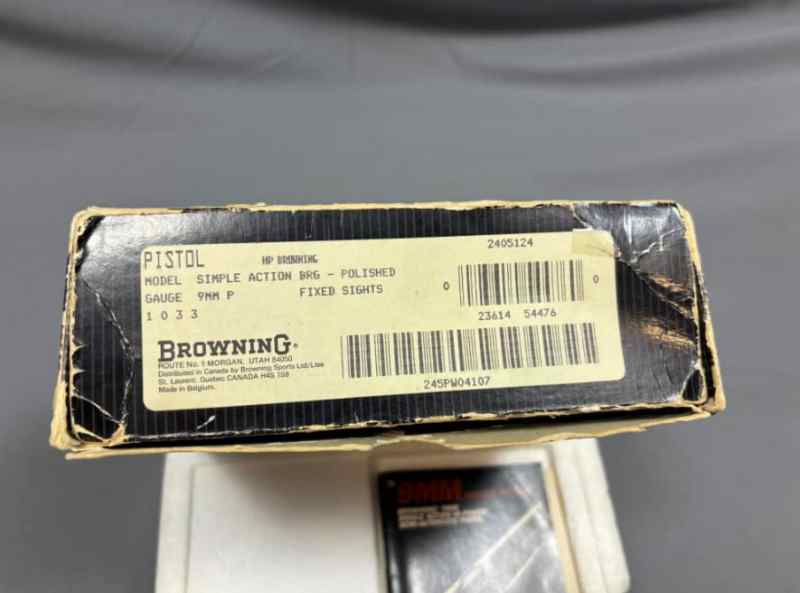 PISTOL HP BROWNING 2405124
MODEL SIMPLE ACTION BRG - POLISHED
GAUGE 9MM P FIXED SIGHTS 0 0
1 0 3 3 23614 54476
BROWNING®
ROUTE No. 1 MORGAN, UTAH 84050
Distributed in Canada by Browning Sports Ltd/Ltee
St. Laurent, Quebec CANADA H4S 1S8
Made in Belgium.
245PW04107
9MM